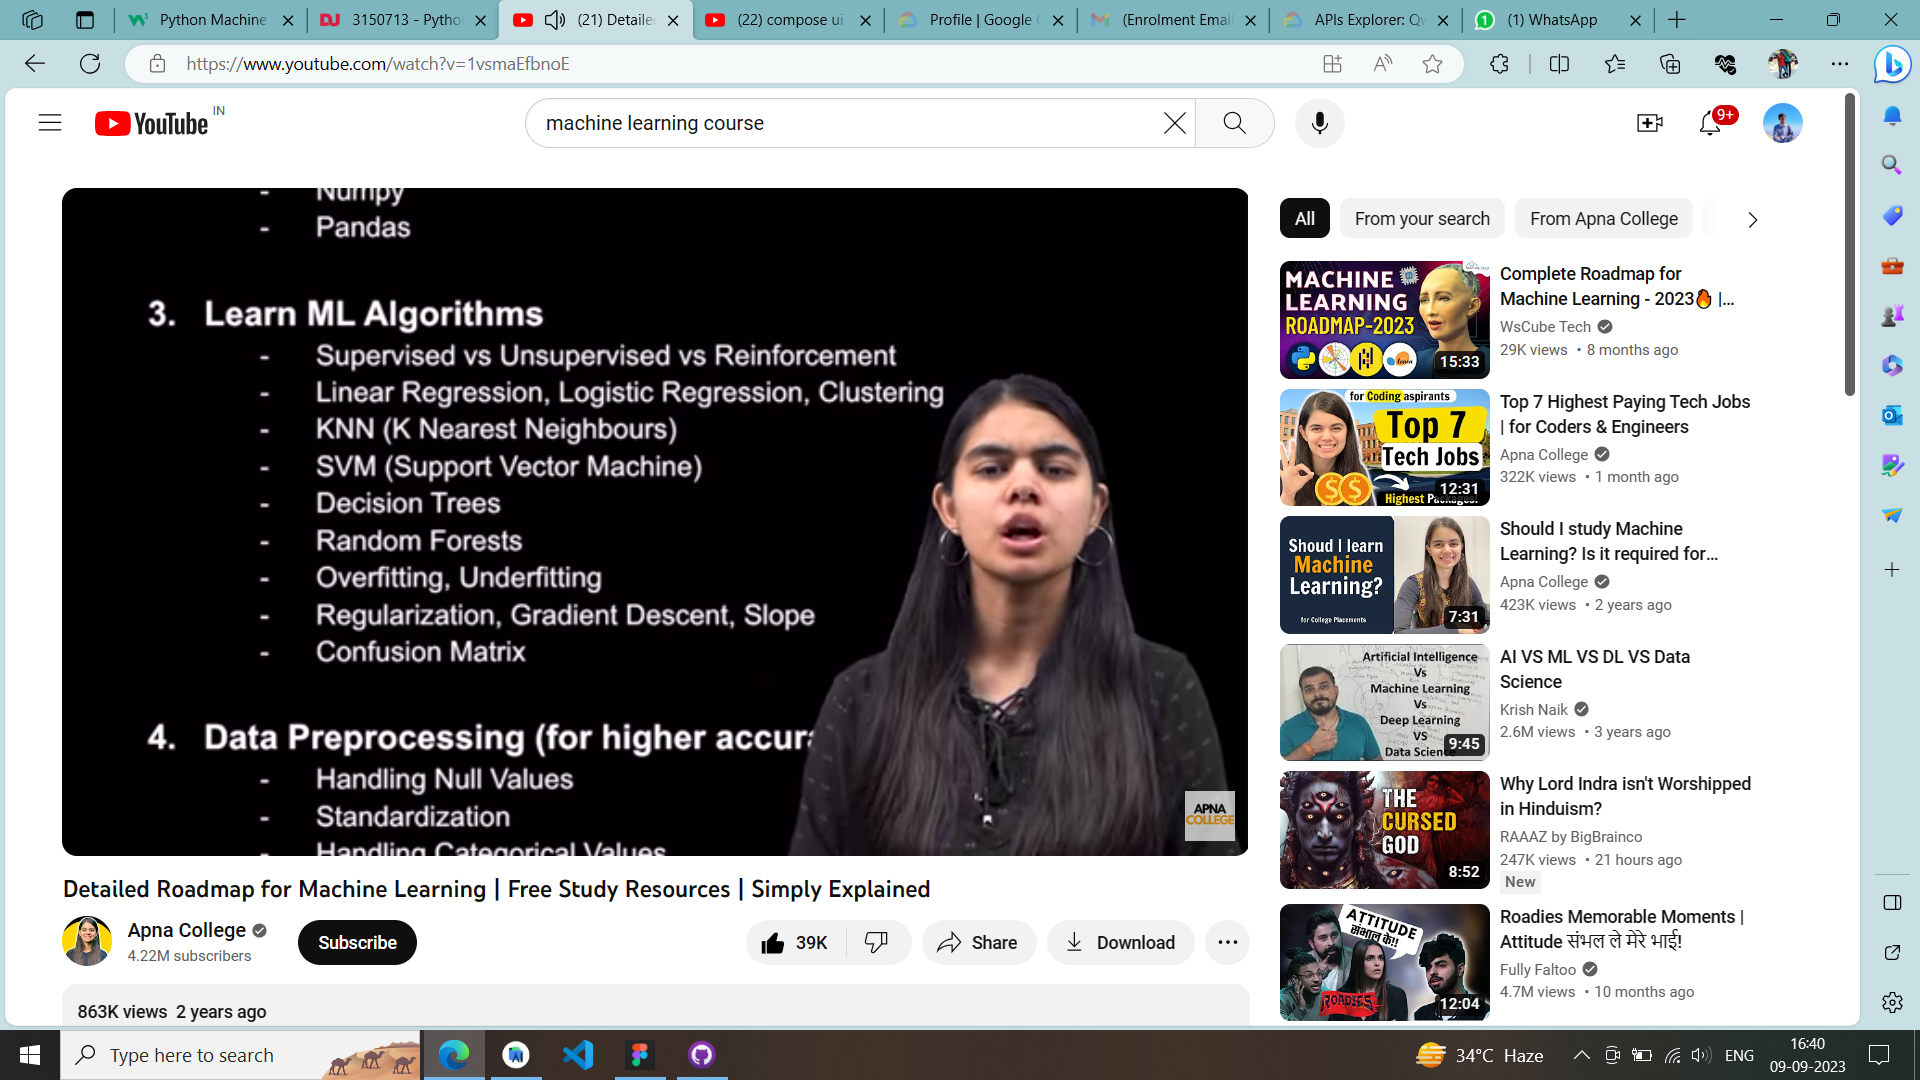 Python Machine
3150713 - Pytho
(21) Detailed
(22) compose ui
Profile | Google
(Enrolment Email
APIs Explorer: Qw
(1) WhatsApp
https://www.youtube.com/watch?v=1vsmaEfbnoE
YouTube IN
machine learning course
9+
- Numpy
- Pandas
3. Learn ML Algorithms
- Supervised vs Unsupervised vs Reinforcement
- Linear Regression, Logistic Regression, Clustering
- KNN (K Nearest Neighbours)
- SVM (Support Vector Machine)
- Decision Trees
- Random Forests
- Overfitting, Underfitting
- Regularization, Gradient Descent, Slope
- Confusion Matrix
4. Data Preprocessing (for higher accura
- Handling Null Values
- Standardization
- Handling Categorical Values
APNA
COLLEGE
Detailed Roadmap for Machine Learning | Free Study Resources | Simply Explained
Apna College
4.22M subscribers
Subscribe
39K
Share
Download
863K views 2 years ago
All
From your search
From Apna College
MACHINE
LEARNING
ROADMAP-2023
15:33
Complete Roadmap for
Machine Learning - 2023🔥 |...
WsCube Tech
29K views • 8 months ago
for Coding aspirants
Top 7
Tech Jobs
Highest Packages!
12:31
Top 7 Highest Paying Tech Jobs
| for Coders & Engineers
Apna College
322K views • 1 month ago
Shoud I learn
Machine
Learning?
for College Placements
7:31
Should I study Machine
Learning? Is it required for...
Apna College
423K views • 2 years ago
Artificial Intelligence
Vs
Machine Learning
Vs
Deep Learning
VS
Data Science
9:45
AI VS ML VS DL VS Data
Science
Krish Naik
2.6M views • 3 years ago
THE
CURSED
GOD
8:52
Why Lord Indra isn't Worshipped
in Hinduism?
RAAAZ by BigBrainco
247K views • 21 hours ago
New
ATTITUDE
संभाल के!!
ROADIES
12:04
Roadies Memorable Moments |
Attitude संभल ले मेरे भाई!
Fully Faltoo
4.7M views • 10 months ago
Type here to search
34°C Haze
ENG
16:40
09-09-2023